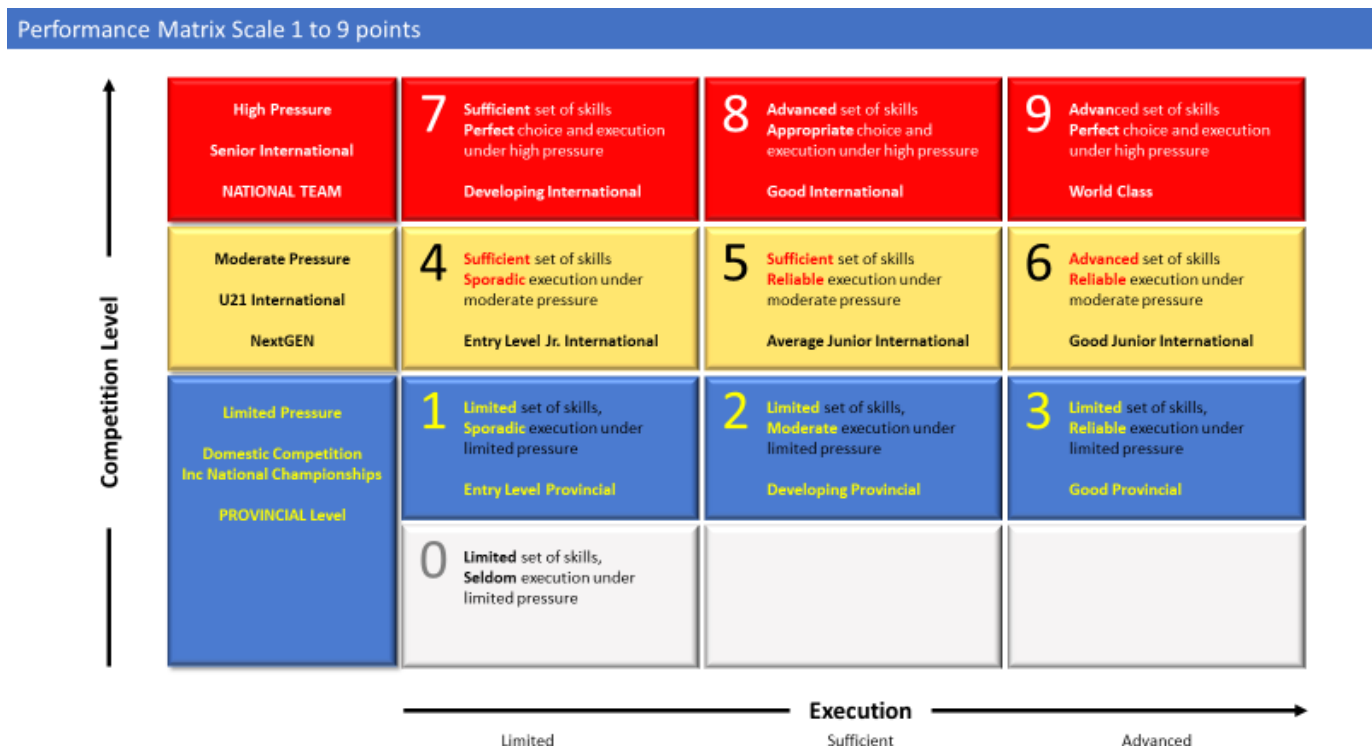 Performance Matrix Scale 1 to 9 points
High Pressure
Senior International
NATIONAL TEAM
7
Sufficient set of skills
Perfect choice and execution
under high pressure
Developing International
8
Advanced set of skills
Appropriate choice and
execution under high pressure
Good International
9
Advanced set of skills
Perfect choice and execution
under high pressure
World Class
Moderate Pressure
U21 International
NextGEN
4
Sufficient set of skills
Sporadic execution under
moderate pressure
Entry Level Jr. International
5
Sufficient set of skills
Reliable execution under
moderate pressure
Average Junior International
6
Advanced set of skills
Reliable execution under
moderate pressure
Good Junior International
Limited Pressure
Domestic Competition
Inc National Championships
PROVINCIAL Level
1
Limited set of skills,
Sporadic execution under
limited pressure
Entry Level Provincial
2
Limited set of skills,
Moderate execution under
limited pressure
Developing Provincial
3
Limited set of skills,
Reliable execution under
limited pressure
Good Provincial
0
Limited set of skills,
Seldom execution under
limited pressure
Competition Level
Execution
Limited
Sufficient
Advanced